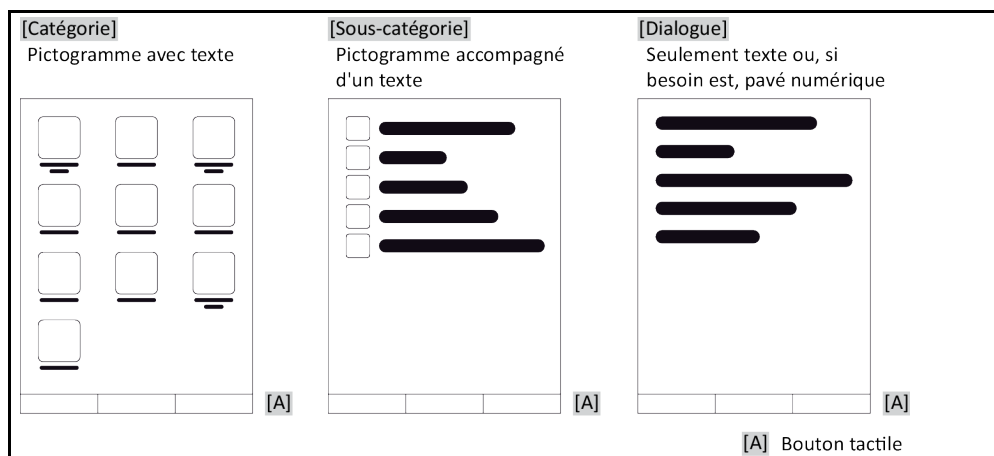 [Catégorie]
Pictogramme avec texte
[Sous-catégorie]
Pictogramme accompagné
d'un texte
[Dialogue]
Seulement texte ou, si
besoin est, pavé numérique
[A]
[A]
[A]
[A] Bouton tactile